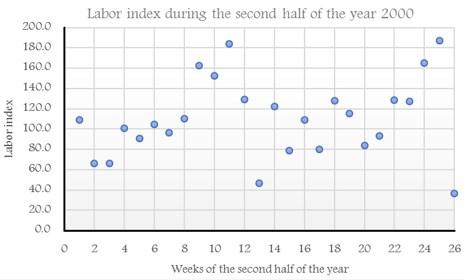 Labor index during the second half of the year 2000
200.0
180.0
160.0
140.0
120.0
100.0
80.0
60.0
40.0
20.0
0.0
Labor index
0 2 4 6 8 10 12 14 16 18 20 22 24 26
Weeks of the second half of the year